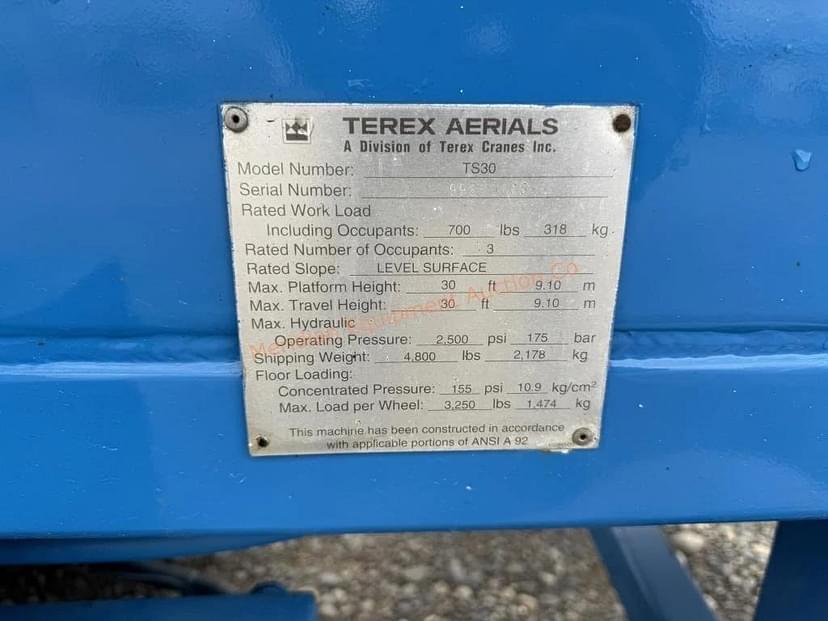 TEREX AERIALS
A Division of Terex Cranes Inc.
Model Number: TS30
Serial Number:
Rated Work Load
Including Occupants: 700 lbs 318 kg.
Rated Number of Occupants: 3
Rated Slope: LEVEL SURFACE
Max. Platform Height: 30 ft 9.10 m
Max. Travel Height: 30 ft 9.10 m
Max. Hydraulic
Operating Pressure: 2,500 psi 175 bar
Shipping Weight: 4,800 lbs 2,178 kg
Floor Loading:
Concentrated Pressure: 155 psi 10.9 kg/cm²
Max. Load per Wheel: 3,250 lbs 1,474 kg
This machine has been constructed in accordance
with applicable portions of ANSI A 92
Meridian Equipment Auction Co